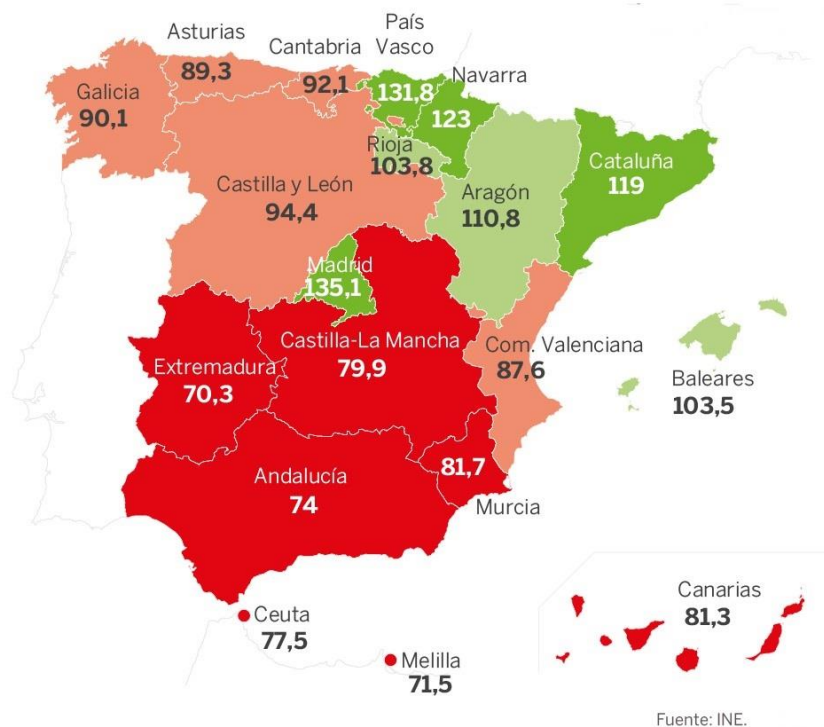 Asturias
89,3
Cantabria
92,1
País
Vasco
131,8
Navarra
123
Galicia
90,1
Rioja
103,8
Castilla y León
94,4
Aragón
110,8
Cataluña
119
Madrid
135,1
Castilla-La Mancha
79,9
Com. Valenciana
87,6
Baleares
103,5
Extremadura
70,3
Andalucía
74
81,7
Murcia
Ceuta
77,5
Melilla
71,5
Canarias
81,3
Fuente: INE.